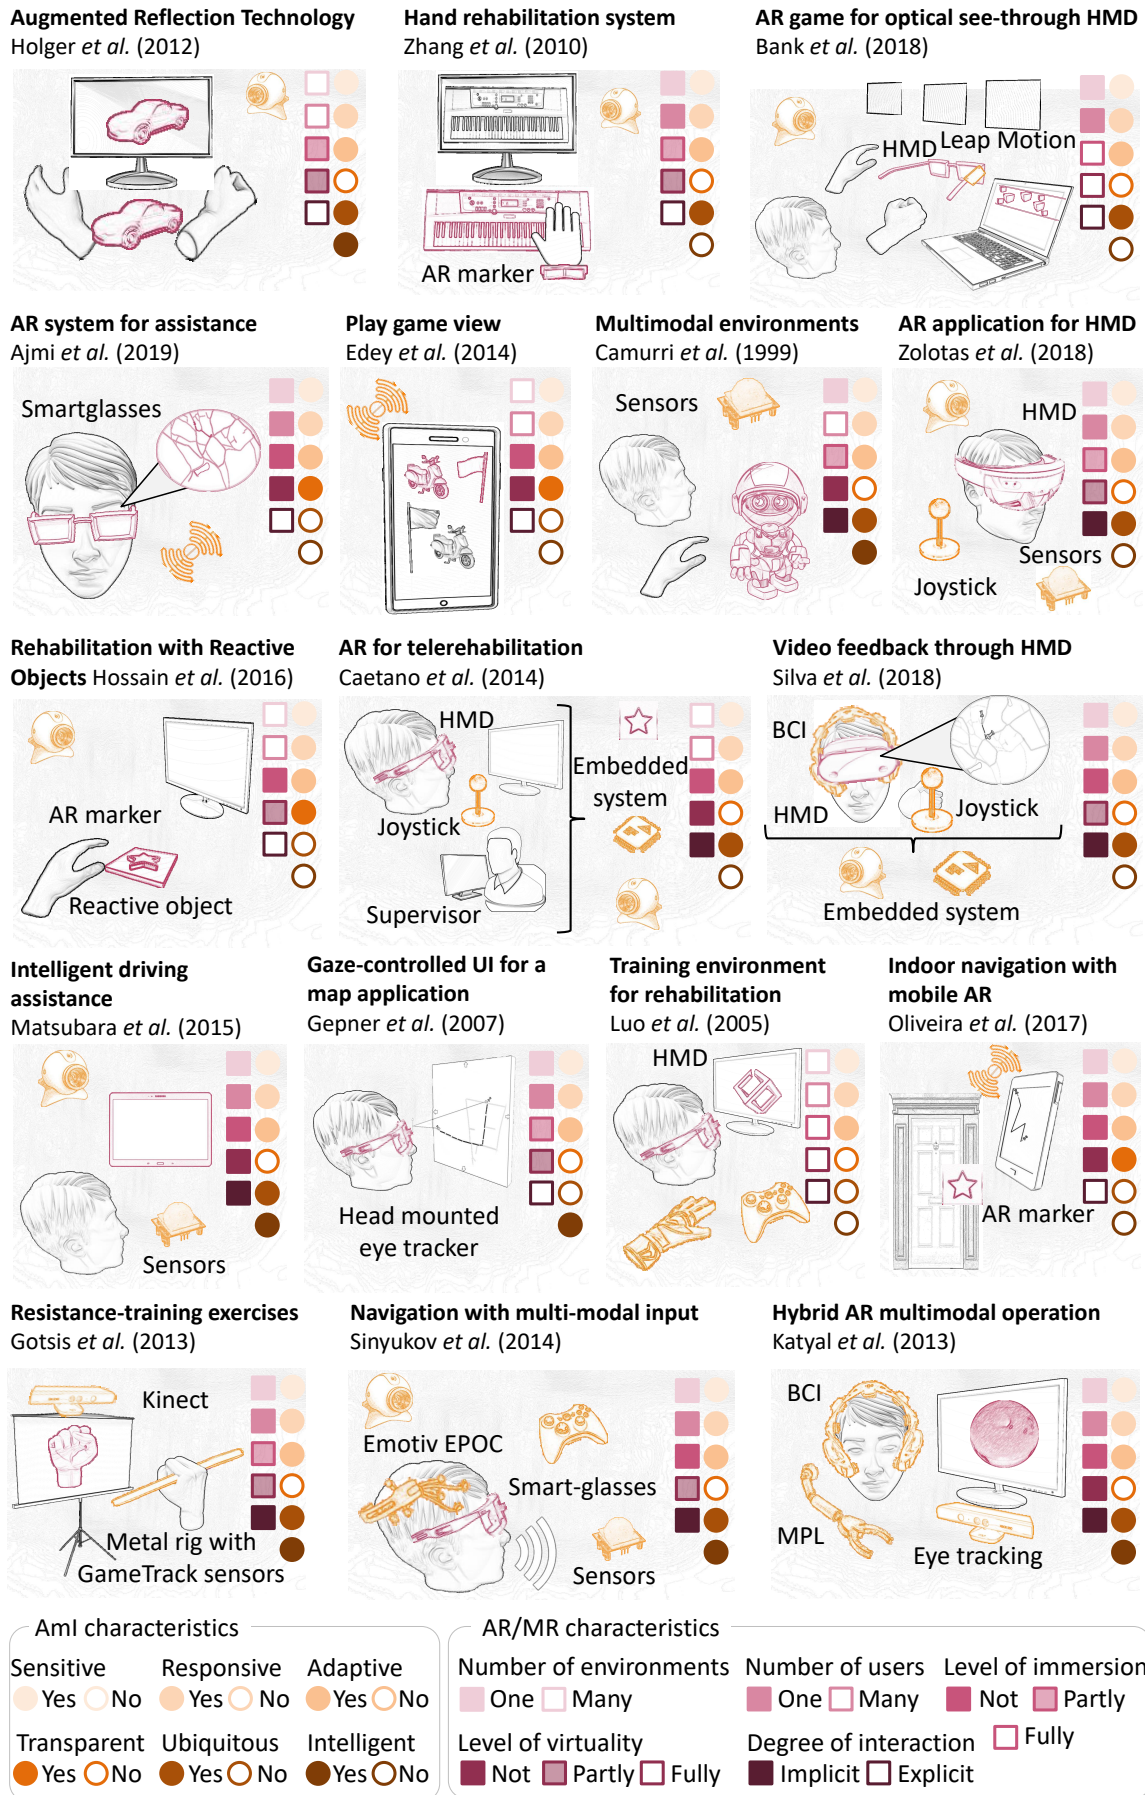 Augmented Reflection Technology
Holger et al. (2012)
Hand rehabilitation system
Zhang et al. (2010)
AR marker
AR game for optical see-through HMD
Bank et al. (2018)
HMD
Leap Motion
AR system for assistance
Ajmi et al. (2019)
Smartglasses
Play game view
Edey et al. (2014)
Multimodal environments
Camurri et al. (1999)
Sensors
AR application for HMD
Zolotas et al. (2018)
HMD
Sensors
Joystick
Rehabilitation with Reactive
Objects Hossain et al. (2016)
AR marker
Reactive object
AR for telerehabilitation
Caetano et al. (2014)
HMD
Embedded
system
Joystick
Supervisor
Video feedback through HMD
Silva et al. (2018)
BCI
HMD
Joystick
Embedded system
Intelligent driving
assistance
Matsubara et al. (2015)
Sensors
Gaze-controlled UI for a
map application
Gepner et al. (2007)
Head mounted
eye tracker
Training environment
for rehabilitation
Luo et al. (2005)
HMD
Indoor navigation with
mobile AR
Oliveira et al. (2017)
AR marker
Resistance-training exercises
Gotsis et al. (2013)
Kinect
Metal rig with
GameTrack sensors
Navigation with multi-modal input
Sinyukov et al. (2014)
Emotiv EPOC
Smart-glasses
Sensors
Hybrid AR multimodal operation
Katyal et al. (2013)
BCI
MPL
Eye tracking
AmI characteristics
Sensitive Responsive Adaptive
Yes No Yes No Yes No
Transparent Ubiquitous Intelligent
Yes No Yes No Yes No
AR/MR characteristics
Number of environments Number of users Level of immersion
One Many One Many Not Partly
Fully
Level of virtuality Degree of interaction
Not Partly Fully Implicit Explicit